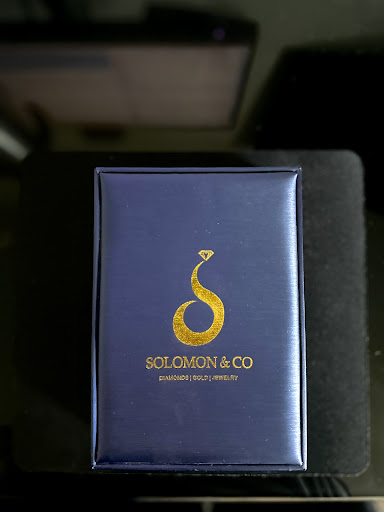 SOLOMON & CO
DIAMONDS | GOLD | JEWELRY